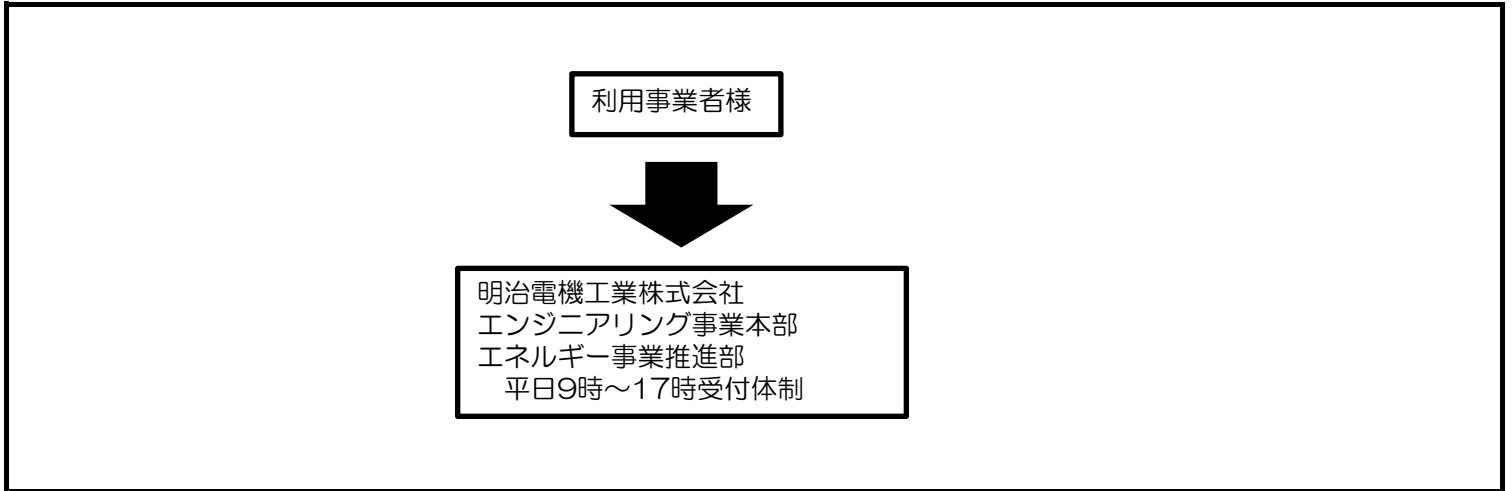 利用事業者様
明治電機工業株式会社
エンジニアリング事業本部
エネルギー事業推進部
　平日9時～17時受付体制